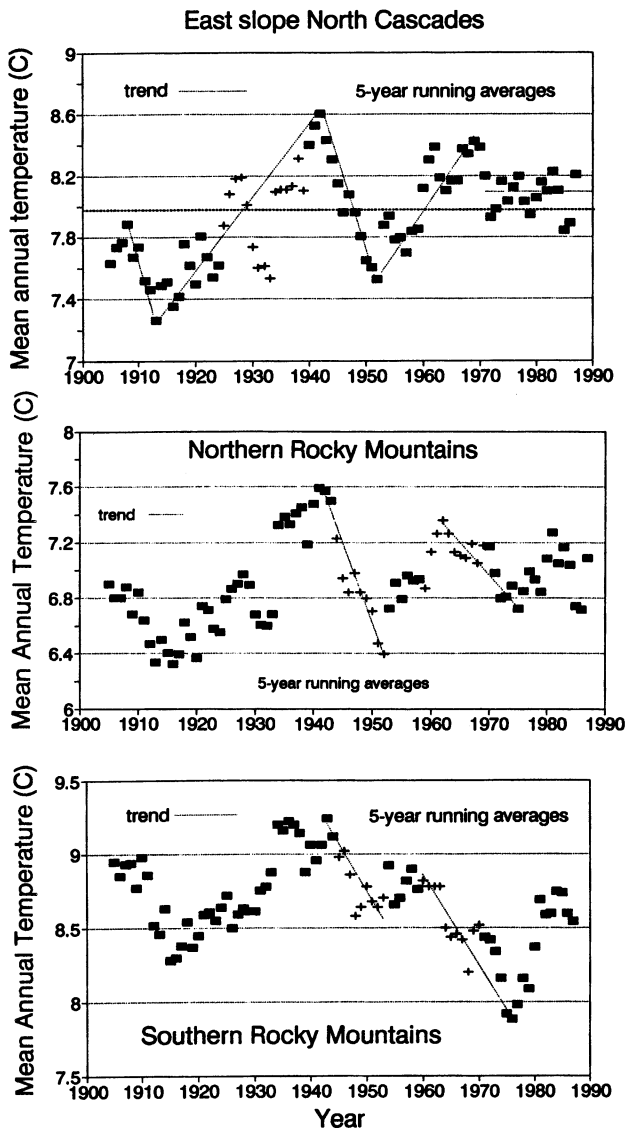 East slope North Cascades
Mean annual temperature (C)
9
8.6
8.2
7.8
7.4
7
trend
5-year running averages
1900 1910 1920 1930 1940 1950 1960 1970 1980 1990
Mean Annual Temperature (C)
8
7.6
7.2
6.8
6.4
6
Northern Rocky Mountains
trend
5-year running averages
1900 1910 1920 1930 1940 1950 1960 1970 1980 1990
Mean Annual Temperature (C)
9.5
9
8.5
8
7.5
trend
5-year running averages
Southern Rocky Mountains
1900 1910 1920 1930 1940 1950 1960 1970 1980 1990
Year